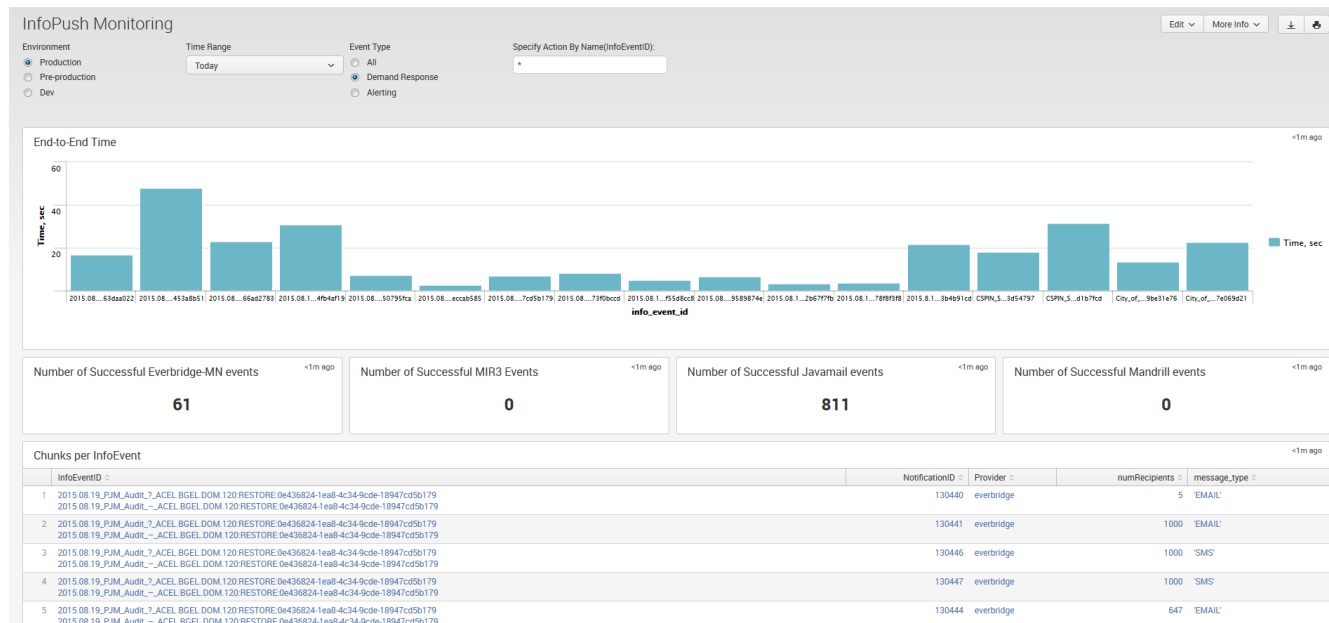 InfoPush Monitoring
Edit More Info
Environment Time Range Event Type Specify Action By Name(InfoEventID):
Production Today All *
Pre-production Demand Response
Dev Alerting
End-to-End Time <1m ago
60
40
20
Time, sec
Time, sec
2015.08....63daa022 2015.08....453a8b51 2015.08....66ad2783 2015.08.1...4fb4af19 2015.08....50795fca 2015.08....eccab585 2015.08....7cd5b179 2015.08....73f0bccd 2015.08.1...f55d8cc8 2015.08....9589874e 2015.08.1...2b67f7fb 2015.08.1...78f8f3f8 2015.8.1...3b4b91cd CSPIN_S...3d54797 CSPIN_S...d1b7fcd City_of_...9be31e76 City_of_...7e069d21
info_event_id
Number of Successful Everbridge-MN events <1m ago Number of Successful MIR3 Events <1m ago Number of Successful Javamail events <1m ago Number of Successful Mandrill events <1m ago
61 0 811 0
Chunks per InfoEvent <1m ago
InfoEventID NotificationID Provider numRecipients message_type
1 2015.08.19_PJM_Audit_?_ACEL.BGEL.DOM.120:RESTORE:0e436824-1ea8-4c34-9cde-18947cd5b179 130440 everbridge 5 'EMAIL'
2015.08.19_PJM_Audit_–_ACEL.BGEL.DOM.120:RESTORE:0e436824-1ea8-4c34-9cde-18947cd5b179
2 2015.08.19_PJM_Audit_?_ACEL.BGEL.DOM.120:RESTORE:0e436824-1ea8-4c34-9cde-18947cd5b179 130441 everbridge 1000 'EMAIL'
2015.08.19_PJM_Audit_–_ACEL.BGEL.DOM.120:RESTORE:0e436824-1ea8-4c34-9cde-18947cd5b179
3 2015.08.19_PJM_Audit_?_ACEL.BGEL.DOM.120:RESTORE:0e436824-1ea8-4c34-9cde-18947cd5b179 130446 everbridge 1000 'SMS'
2015.08.19_PJM_Audit_–_ACEL.BGEL.DOM.120:RESTORE:0e436824-1ea8-4c34-9cde-18947cd5b179
4 2015.08.19_PJM_Audit_?_ACEL.BGEL.DOM.120:RESTORE:0e436824-1ea8-4c34-9cde-18947cd5b179 130447 everbridge 1000 'SMS'
2015.08.19_PJM_Audit_–_ACEL.BGEL.DOM.120:RESTORE:0e436824-1ea8-4c34-9cde-18947cd5b179
5 2015.08.19_PJM_Audit_?_ACEL.BGEL.DOM.120:RESTORE:0e436824-1ea8-4c34-9cde-18947cd5b179 130444 everbridge 647 'EMAIL'
2015.08.19_PJM_Audit_–_ACEL.BGEL.DOM.120:RESTORE:0e436824-1ea8-4c34-9cde-18947cd5b179